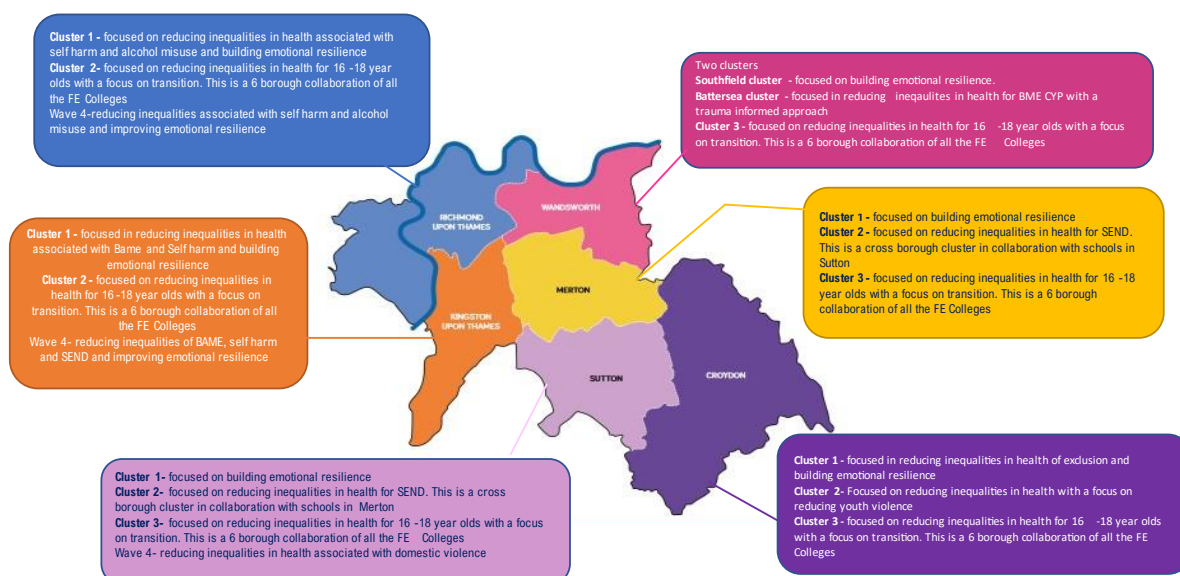 Cluster 1 - focused on reducing inequalities in health associated with
self harm and alcohol misuse and building emotional resilience
Cluster 2- focused on reducing inequalities in health for 16 -18 year
olds with a focus on transition. This is a 6 borough collaboration of all
the FE Colleges
Wave 4-reducing inequalities associated with self harm and alcohol
misuse and improving emotional resilience
Two clusters
Southfield cluster - focused on building emotional resilience.
Battersea cluster - focused in reducing ineqaulites in health for BME CYP with a
trauma informed approach
Cluster 3 - focused on reducing inequalities in health for 16 -18 year olds with a focus
on transition. This is a 6 borough collaboration of all the FE Colleges
Cluster 1 - focused on building emotional resilience
Cluster 2 - focused on reducing inequalities in health for SEND.
This is a cross borough cluster in collaboration with schools in
Sutton
Cluster 3 - focused on reducing inequalities in health for 16 -18
year olds with a focus on transition. This is a 6 borough
collaboration of all the FE Colleges
Cluster 1 - focused in reducing inequalities in health
associated with Bame and Self harm and building
emotional resilience
Cluster 2 - focused on reducing inequalities in
health for 16 -18 year olds with a focus on
transition. This is a 6 borough collaboration of all
the FE Colleges
Wave 4- reducing inequalities of BAME, self harm
and SEND and improving emotional resilience
RICHMOND
UPON THAMES
WANDSWORTH
MERTON
KINGSTON
UPON THAMES
SUTTON
CROYDON
Cluster 1- focused on building emotional resilience
Cluster 2- focused on reducing inequalities in health for SEND. This is a cross
borough cluster in collaboration with schools in Merton
Cluster 3- focused on reducing inequalities in health for 16 -18 year olds with a focus
on transition. This is a 6 borough collaboration of all the FE Colleges
Wave 4- reducing inequalities in health associated with domestic violence
Cluster 1 - focused in reducing inequalities in health of exclusion and
building emotional resilience
Cluster 2- Focused on reducing inequalities in health with a focus on
reducing youth violence
Cluster 3 - focused on reducing inequalities in health for 16 -18 year olds
with a focus on transition. This is a 6 borough collaboration of all the FE
Colleges